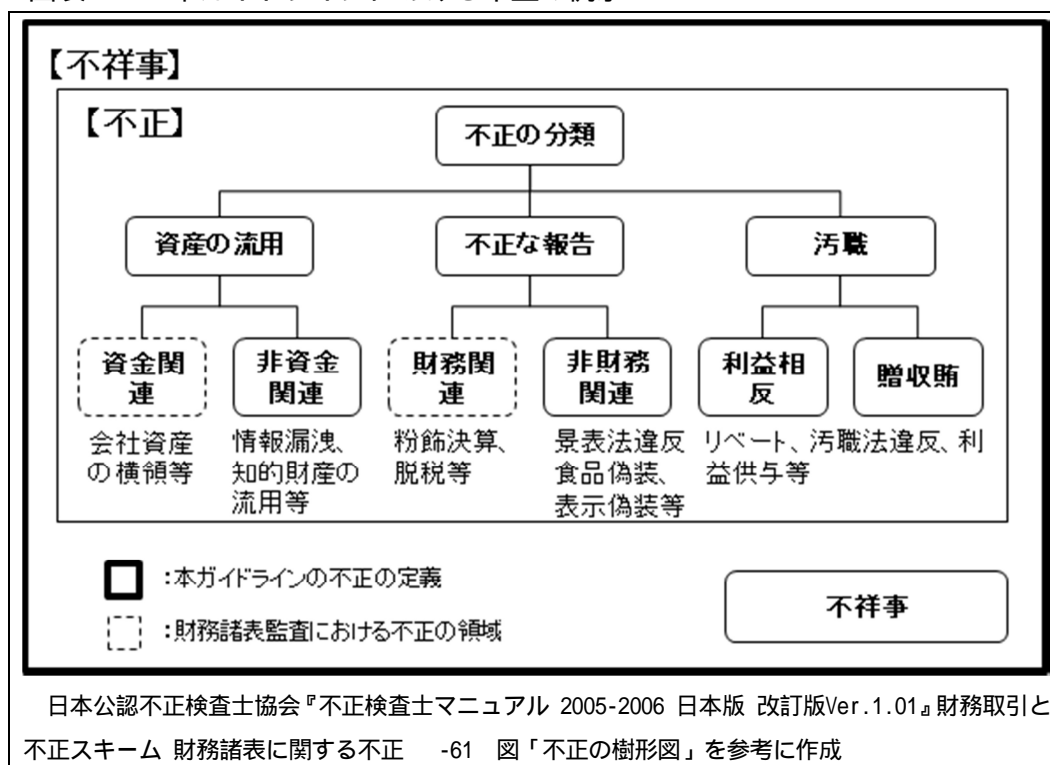 【不祥事】
【不正】
不正の分類
資産の流用
不正な報告
汚職
資金関
連
非資金
関連
財務関
連
非財務
関連
利益相
反
贈収賄
会社資産
の横領等
情報漏洩、
知的財産の
流用等
粉飾決算、
脱税等
景表法違反
食品偽装、
表示偽装等
リベート、汚職法違反、利
益供与等
:本ガイドラインの不正の定義
:財務諸表監査における不正の領域
不祥事
日本公認不正検査士協会『不正検査士マニュアル 2005-2006 日本版 改訂版Ver.1.01』財務取引と
不正スキーム 財務諸表に関する不正 -61 図「不正の樹形図」を参考に作成